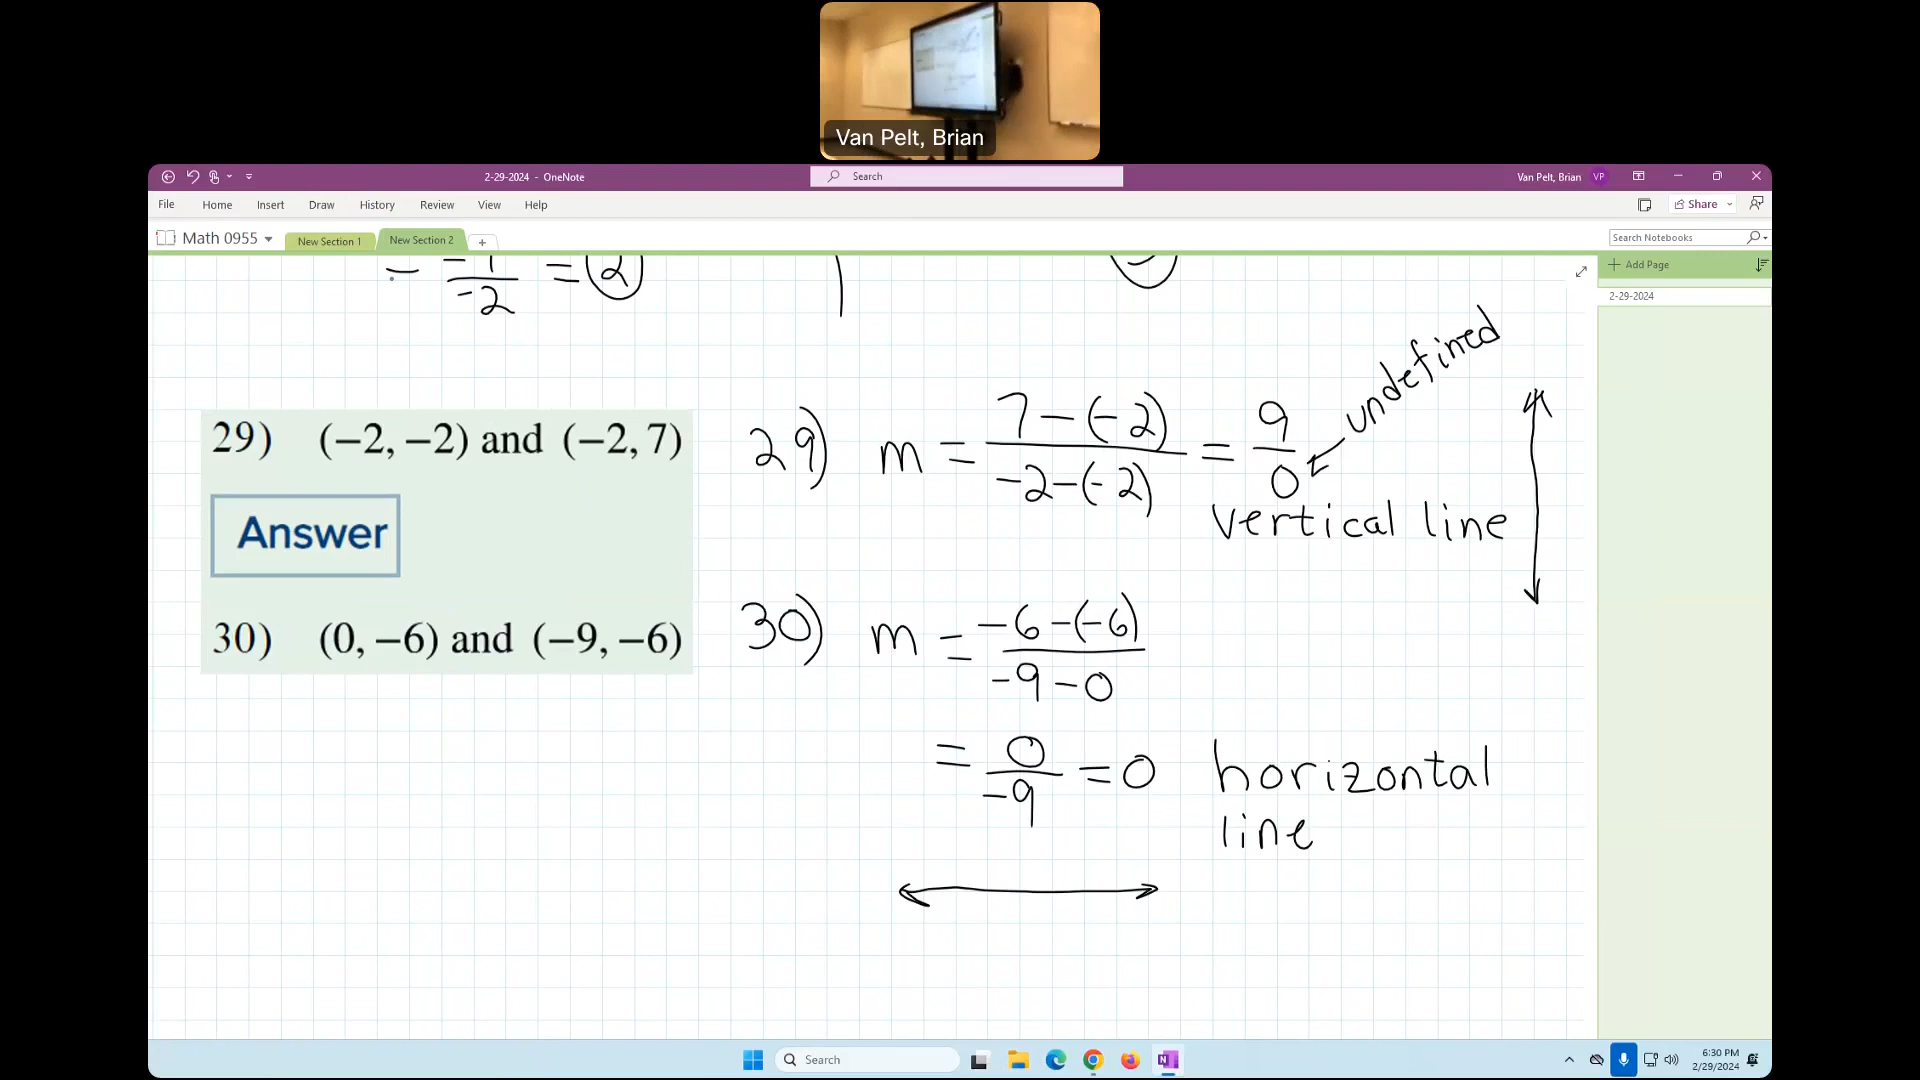 Van Pelt, Brian
2-29-2024 - OneNote
Search
Van Pelt, Brian VP
File Home Insert Draw History Review View Help
Share
Math 0955
New Section 1
New Section 2
+
Search Notebooks
Add Page
2-29-2024
-2 = 2
29) (−2, −2) and (−2, 7)
Answer
30) (0, −6) and (−9, −6)
29) m = 7-(-2) / -2-(-2) = 9/0
undefined
vertical line
30) m = -6-(-6) / -9-0
= 0/-9 = 0
horizontal
line
Search
6:30 PM
2/29/2024